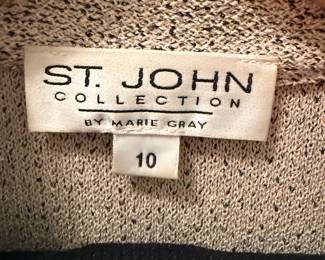 ST. JOHN
COLLECTION
BY MARIE GRAY
10